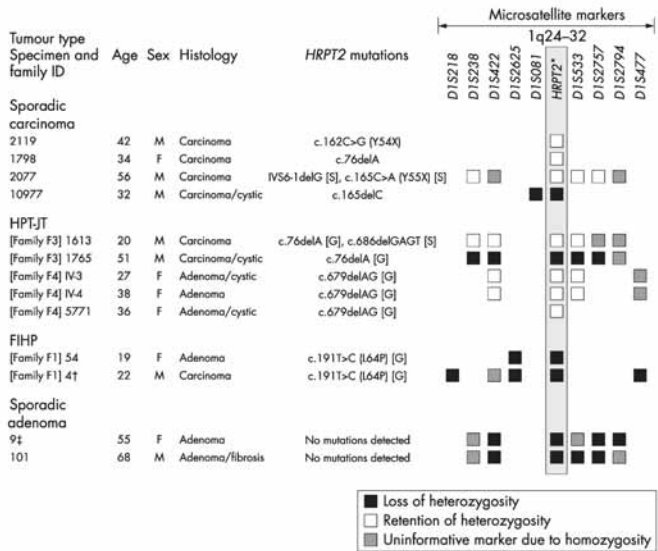 Microsatellite markers
1q24–32
Tumour type
Specimen and
family ID
Age Sex Histology HRPT2 mutations
D1S218 D1S238 D1S422 D1S2625 D1S081 HRPT2* D1S533 D1S2757 D1S2794 D1S477
Sporadic
carcinoma
2119 42 M Carcinoma c.162C>G (Y54X)
1798 34 F Carcinoma c.76delA
2077 56 M Carcinoma IVS6-1delG [S], c.165C>A (Y55X) [S]
10977 32 M Carcinoma/cystic c.165delC
HPT-JT
[Family F3] 1613 20 M Carcinoma c.76delA [G], c.686delGAGT [S]
[Family F3] 1765 51 M Carcinoma/cystic c.76delA [G]
[Family F4] IV-3 27 F Adenoma/cystic c.679delAG [G]
[Family F4] IV-4 38 F Adenoma c.679delAG [G]
[Family F4] 5771 36 F Adenoma/cystic c.679delAG [G]
FIHP
[Family F1] 54 19 F Adenoma c.191T>C (L64P) [G]
[Family F1] 4† 22 M Carcinoma c.191T>C (L64P) [G]
Sporadic
adenoma
9‡ 55 F Adenoma No mutations detected
101 68 M Adenoma/fibrosis No mutations detected
Loss of heterozygosity
Retention of heterozygosity
Uninformative marker due to homozygosity